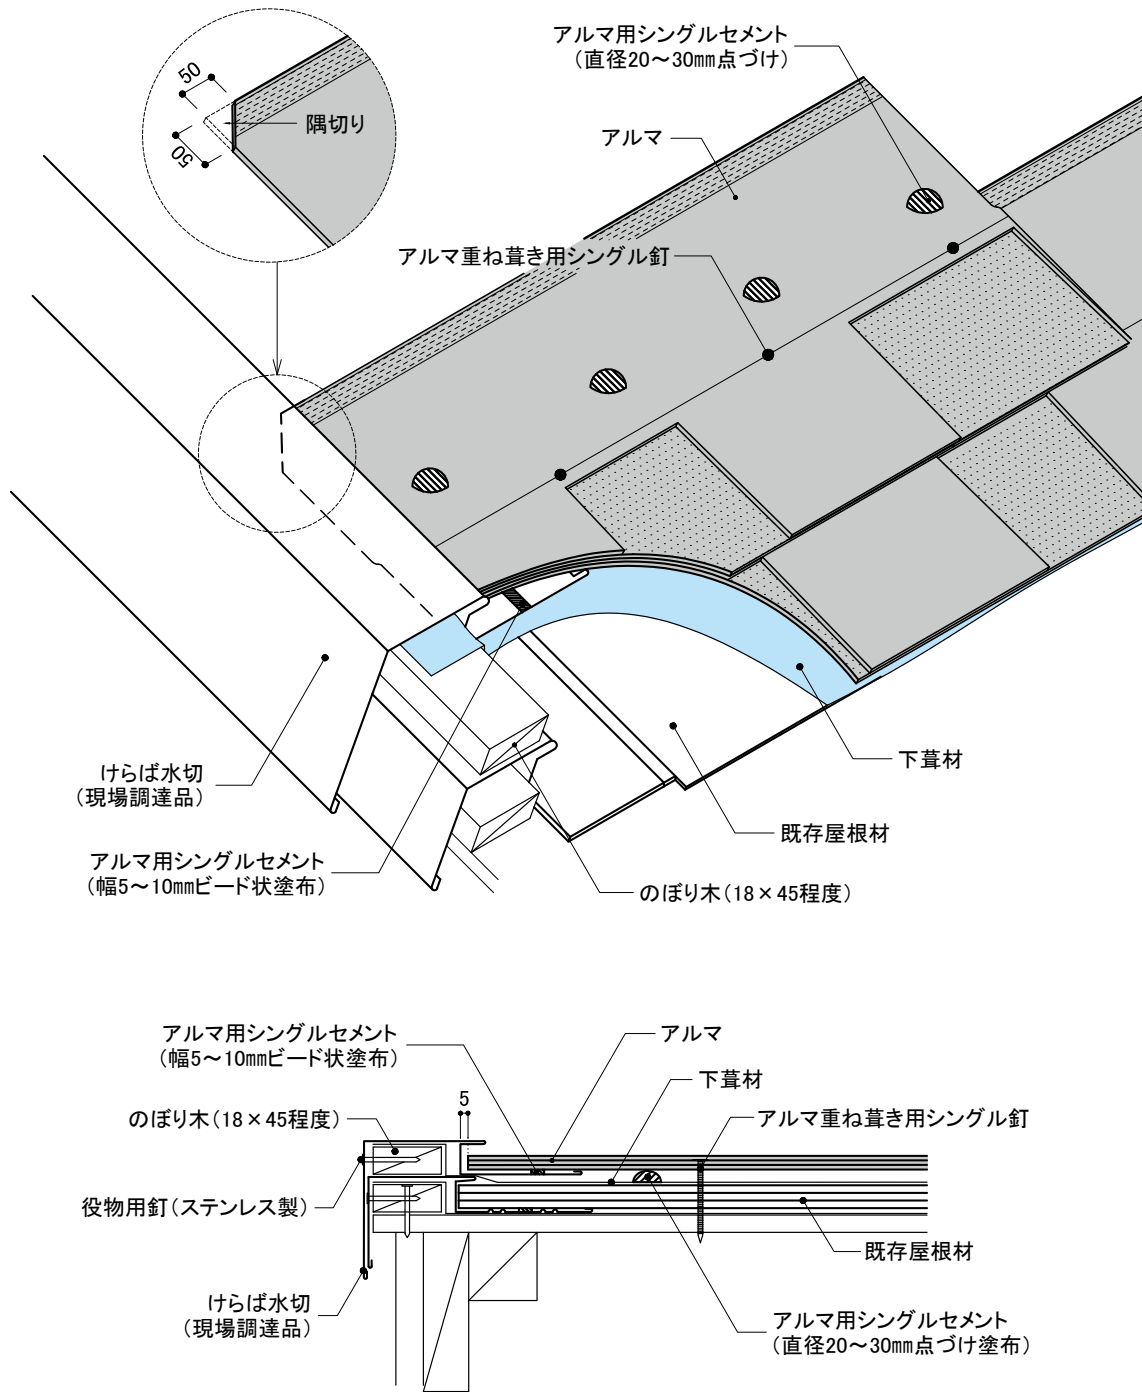 アルマ用シングルセメント
（直径20～30㎜点づけ）
50
隅切り
50
アルマ
アルマ重ね葺き用シングル釘
けらば水切
（現場調達品）
下葺材
既存屋根材
アルマ用シングルセメント
（幅5～10㎜ビード状塗布）
のぼり木（18×45程度）
アルマ用シングルセメント
（幅5～10㎜ビード状塗布）
アルマ
下葺材
5
のぼり木（18×45程度）
アルマ重ね葺き用シングル釘
役物用釘（ステンレス製）
既存屋根材
けらば水切
（現場調達品）
アルマ用シングルセメント
（直径20～30㎜点づけ塗布）